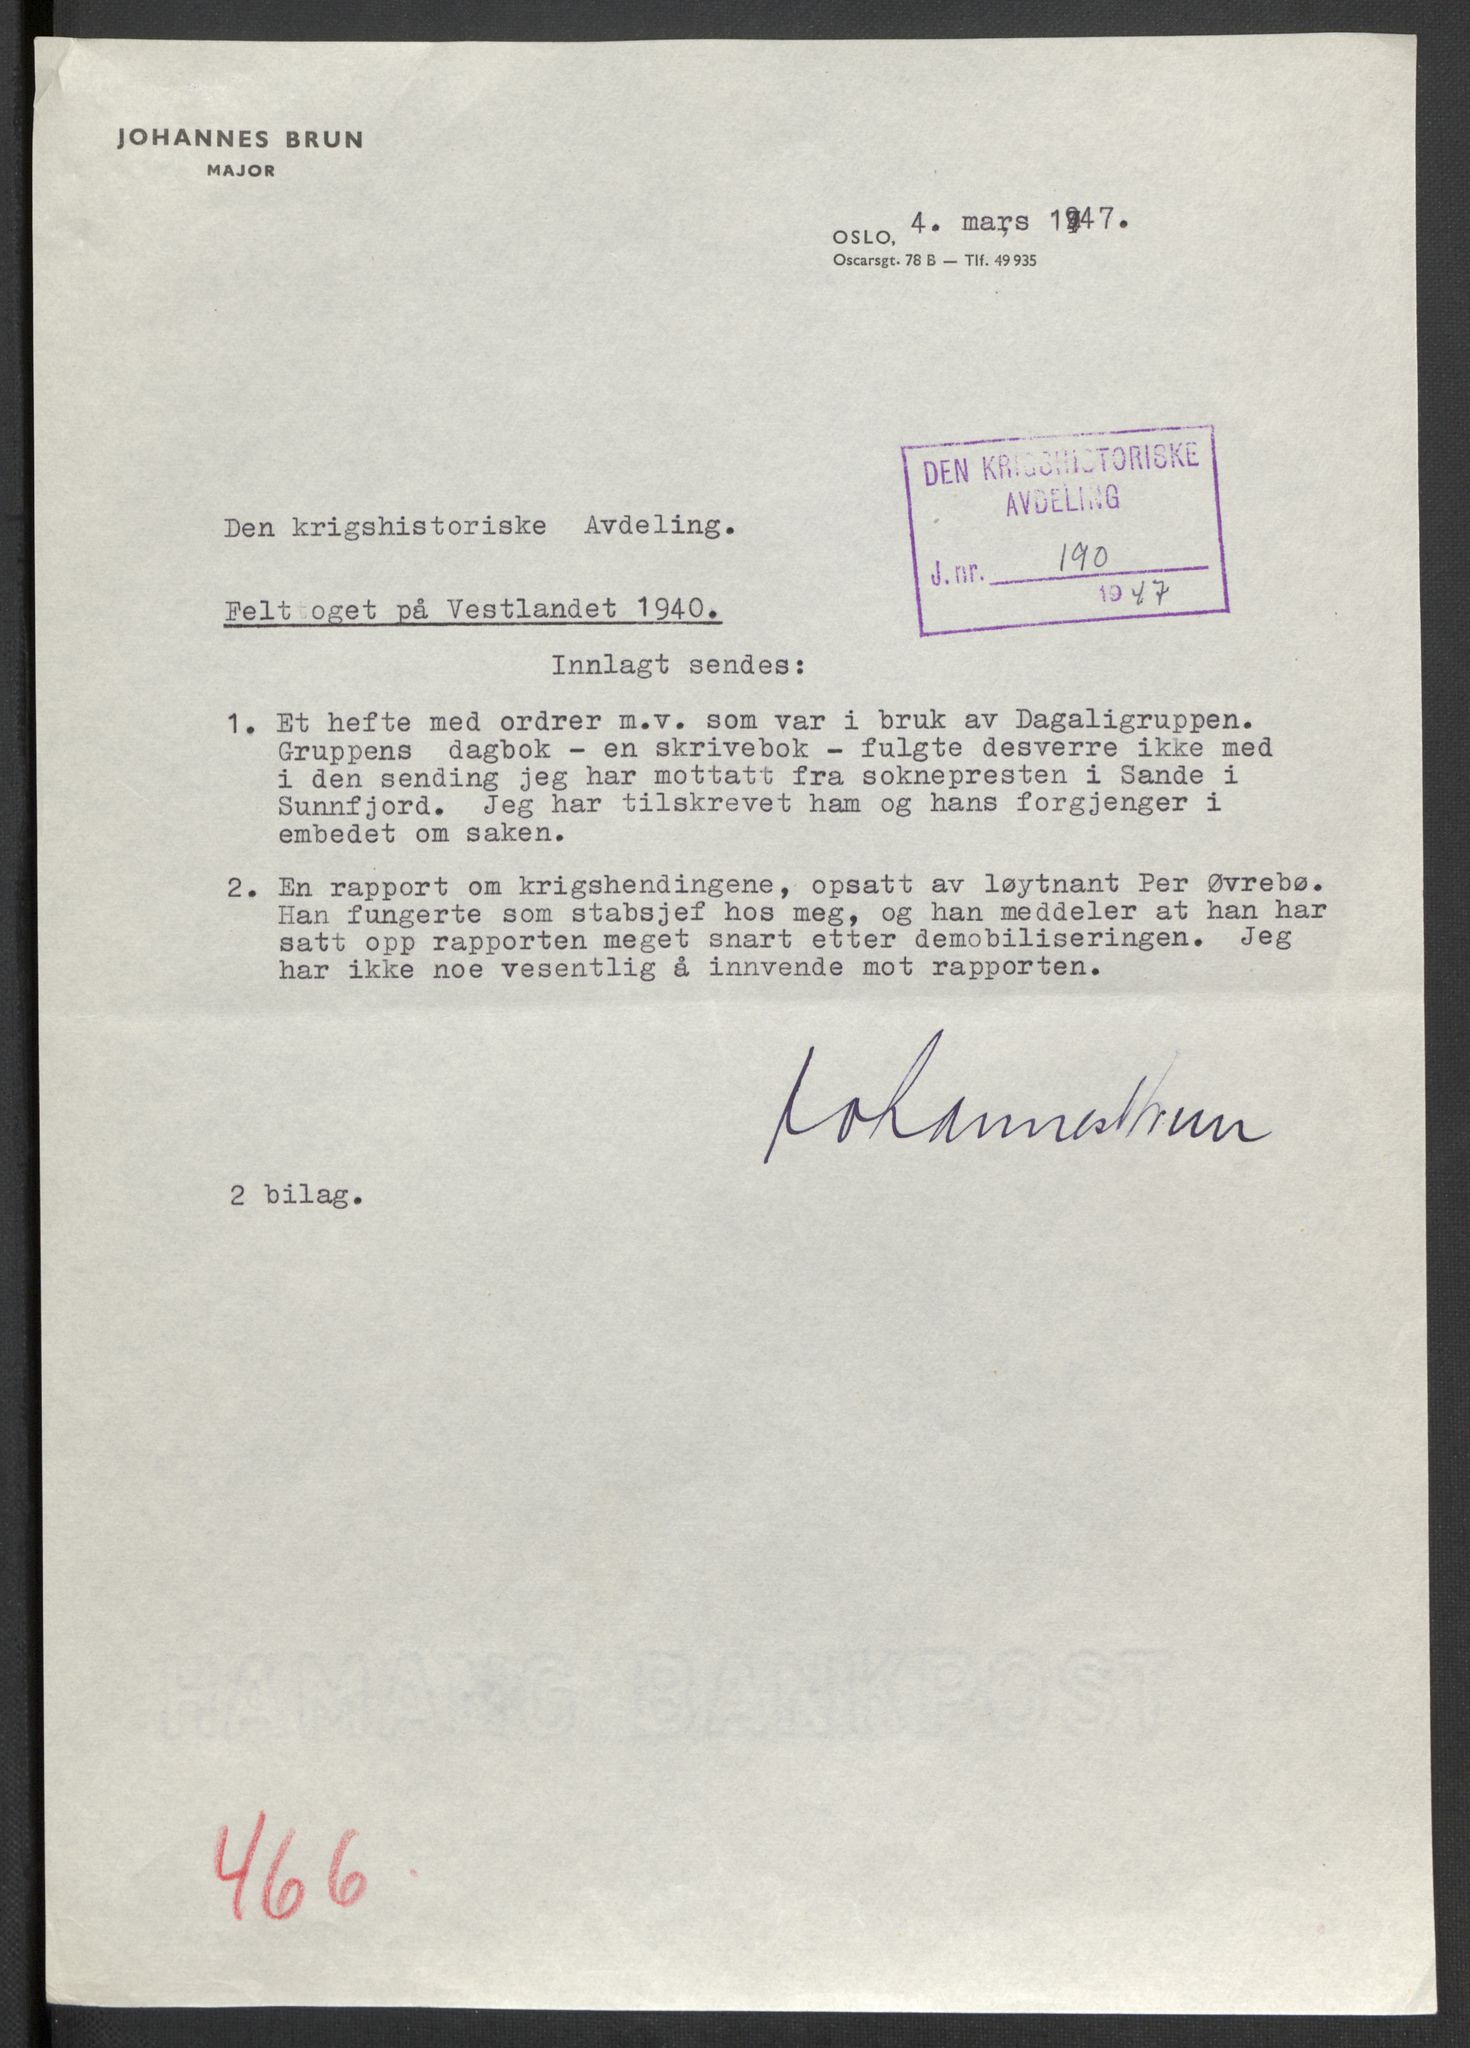 JOHANNES BRUN
MAJOR
OSLO, 4. mars 1947.
Oscarsgt. 78 B — Tlf. 49 935
DEN KRIGSHISTORISKE
AVDELING
J. nr. 190
1947
Den krigshistoriske Avdeling.
Felttoget på Vestlandet 1940.
Innlagt sendes:
1. Et hefte med ordrer m.v. som var i bruk av Dagaligruppen.
Gruppens dagbok - en skrivebok - fulgte desverre ikke med
i den sending jeg har mottatt fra soknepresten i Sande i
Sunnfjord. Jeg har tilskrevet ham og hans forgjenger i
embedet om saken.
2. En rapport om krigshendingene, opsatt av løytnant Per Øvrebø.
Han fungerte som stabsjef hos meg, og han meddeler at han har
satt opp rapporten meget snart etter demobiliseringen. Jeg
har ikke noe vesentlig å innvende mot rapporten.
Johannes Brun
2 bilag.
BANKPOST
466